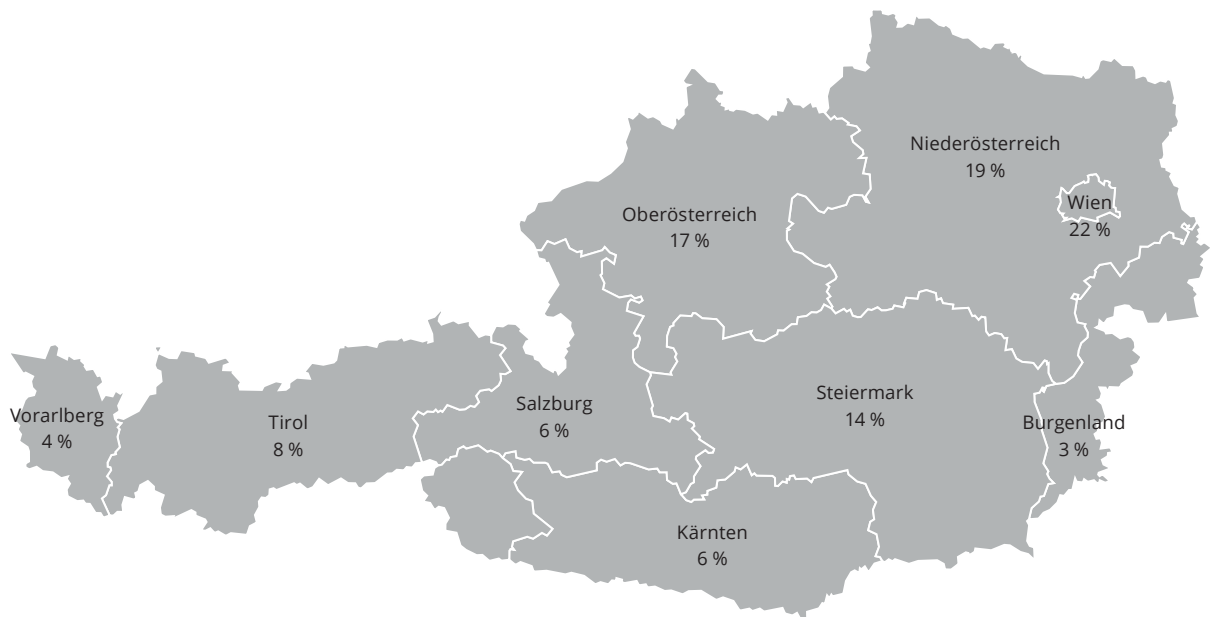 Niederösterreich
19 %
Wien
22 %
Oberösterreich
17 %
Steiermark
14 %
Salzburg
6 %
Vorarlberg
4 %
Tirol
8 %
Burgenland
3 %
Kärnten
6 %